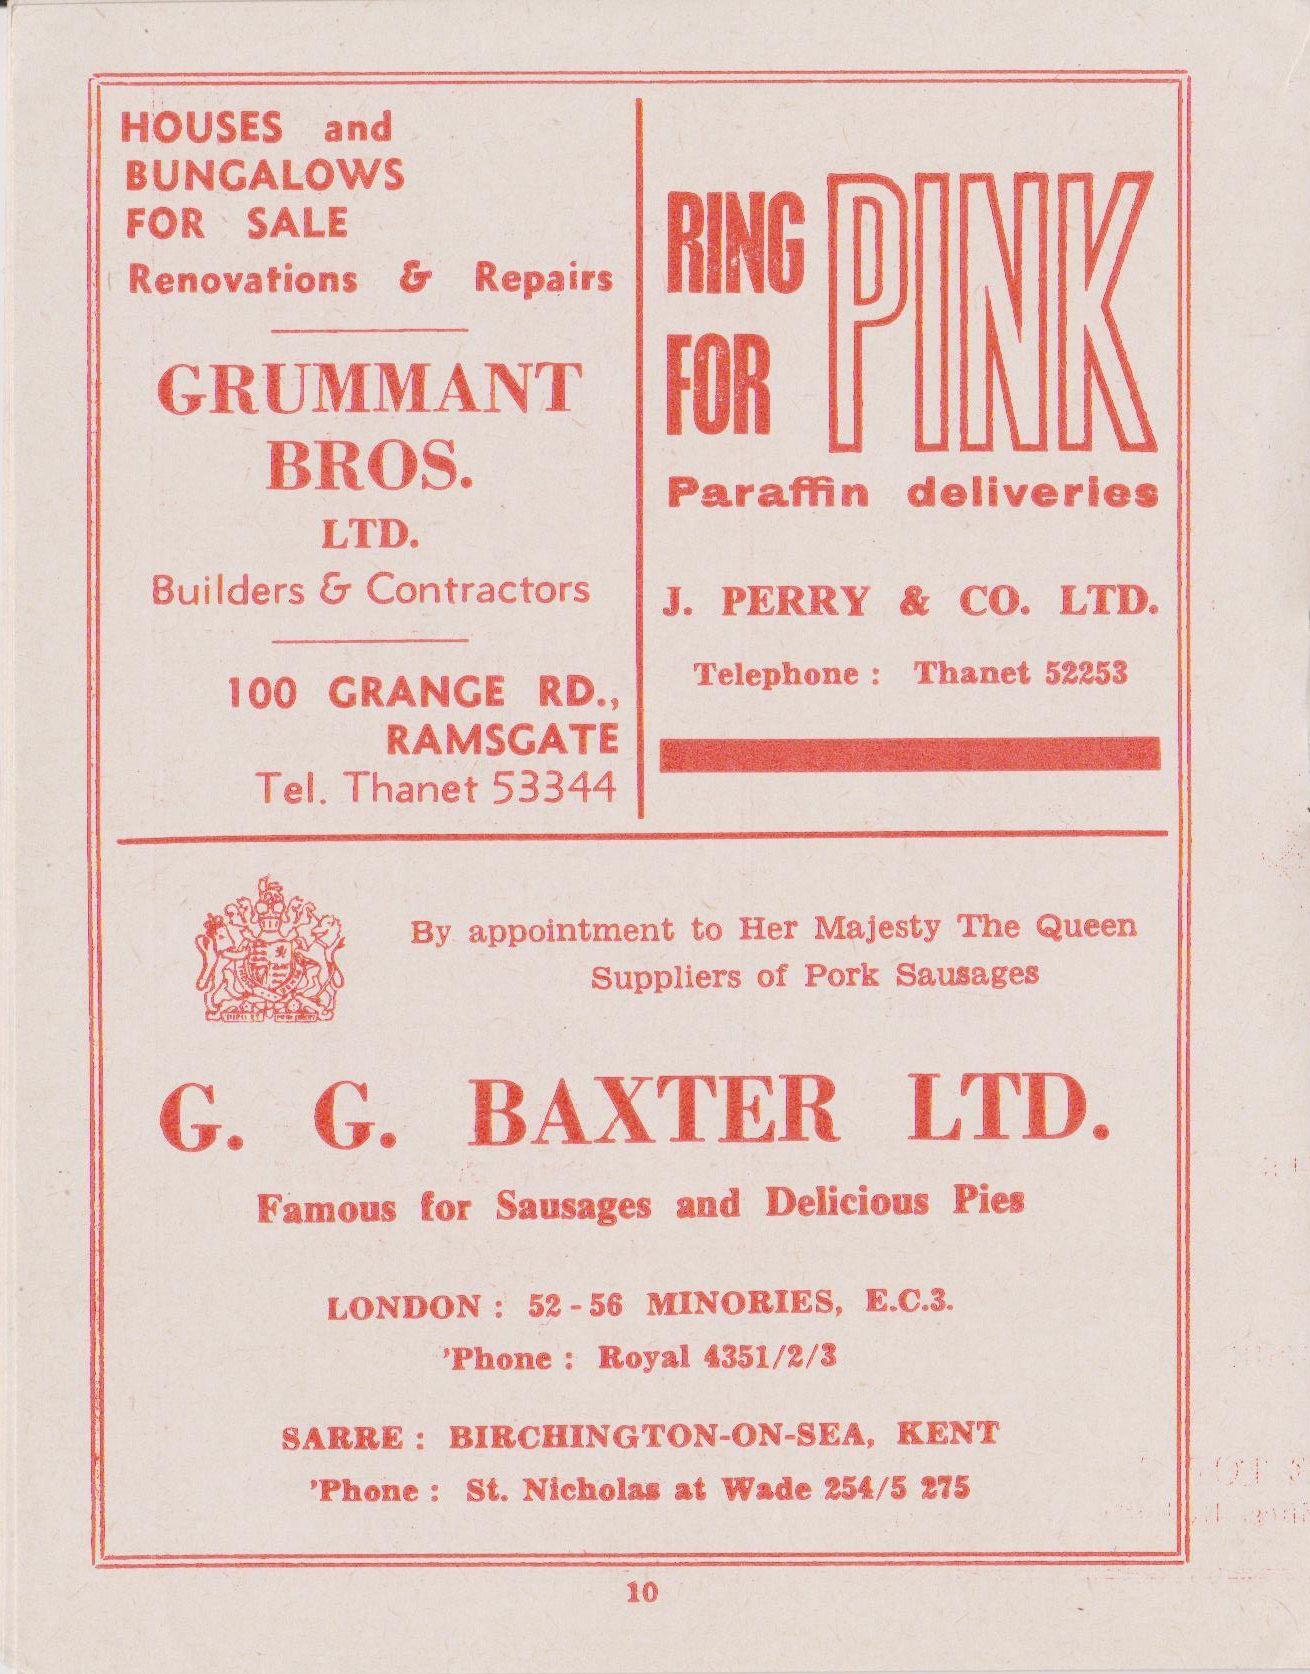 HOUSES and
BUNGALOWS
FOR SALE
Renovations & Repairs
GRUMMANT
BROS.
LTD.
Builders & Contractors
100 GRANGE RD.,
RAMSGATE
Tel. Thanet 53344
RING
FOR
PINK
Paraffin deliveries
J. PERRY & CO. LTD.
Telephone : Thanet 52253
By appointment to Her Majesty The Queen
Suppliers of Pork Sausages
G. G. BAXTER LTD.
Famous for Sausages and Delicious Pies
LONDON : 52 - 56 MINORIES, E.C.3.
'Phone : Royal 4351/2/3
SARRE : BIRCHINGTON-ON-SEA, KENT
'Phone : St. Nicholas at Wade 254/5 275
10